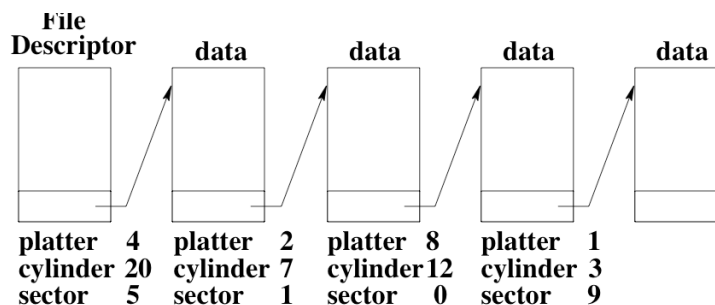 File
Descriptor data data data data
platter 4 platter 2 platter 8 platter 1
cylinder 20 cylinder 7 cylinder 12 cylinder 3
sector 5 sector 1 sector 0 sector 9